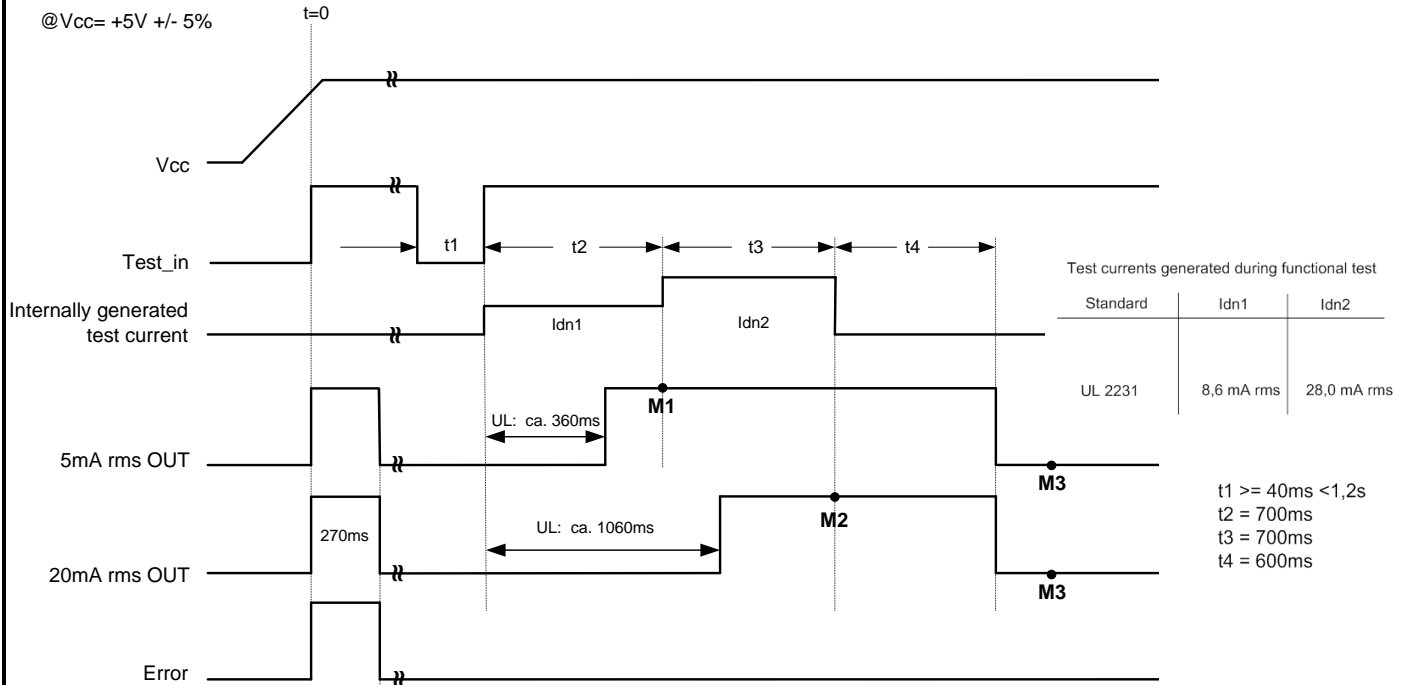 @Vcc= +5V +/- 5%
t=0
Vcc
Test_in
t1
t2
t3
t4
Internally generated
test current
Idn1
Idn2
Test currents generated during functional test
Standard Idn1 Idn2
UL 2231 8,6 mA rms 28,0 mA rms
5mA rms OUT
UL: ca. 360ms
M1
M3
20mA rms OUT
270ms
UL: ca. 1060ms
M2
M3
t1 >= 40ms <1,2s
t2 = 700ms
t3 = 700ms
t4 = 600ms
Error